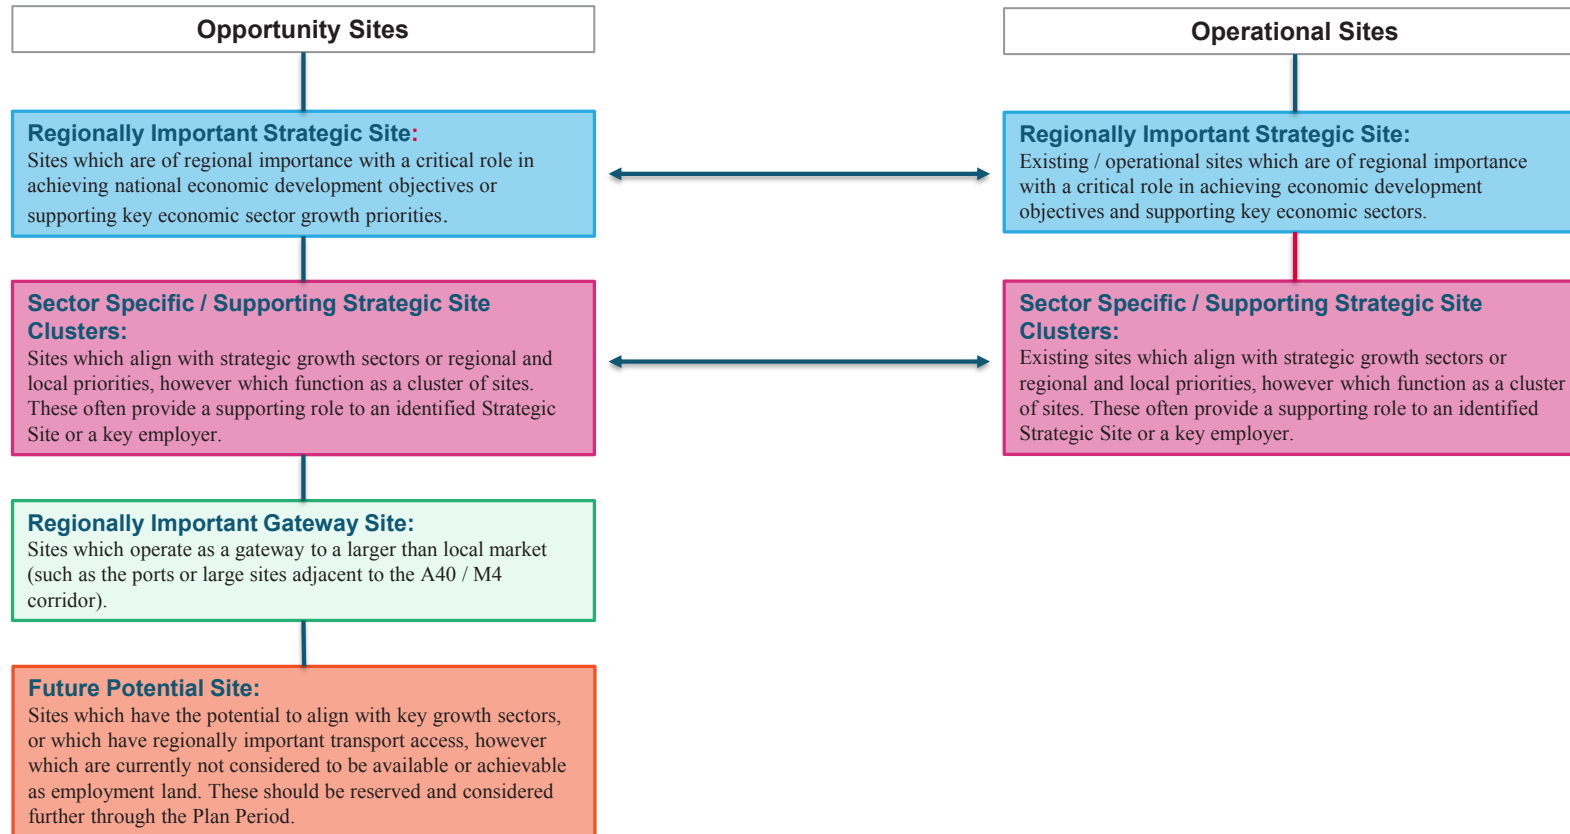 Opportunity Sites
Regionally Important Strategic Site:
Sites which are of regional importance with a critical role in
achieving national economic development objectives or
supporting key economic sector growth priorities.
Sector Specific / Supporting Strategic Site
Clusters:
Sites which align with strategic growth sectors or regional and
local priorities, however which function as a cluster of sites.
These often provide a supporting role to an identified Strategic
Site or a key employer.
Regionally Important Gateway Site:
Sites which operate as a gateway to a larger than local market
(such as the ports or large sites adjacent to the A40 / M4
corridor).
Future Potential Site:
Sites which have the potential to align with key growth sectors,
or which have regionally important transport access, however
which are currently not considered to be available or achievable
as employment land. These should be reserved and considered
further through the Plan Period.
Operational Sites
Regionally Important Strategic Site:
Existing / operational sites which are of regional importance
with a critical role in achieving economic development
objectives and supporting key economic sectors.
Sector Specific / Supporting Strategic Site
Clusters:
Existing sites which align with strategic growth sectors or
regional and local priorities, however which function as a cluster
of sites. These often provide a supporting role to an identified
Strategic Site or a key employer.